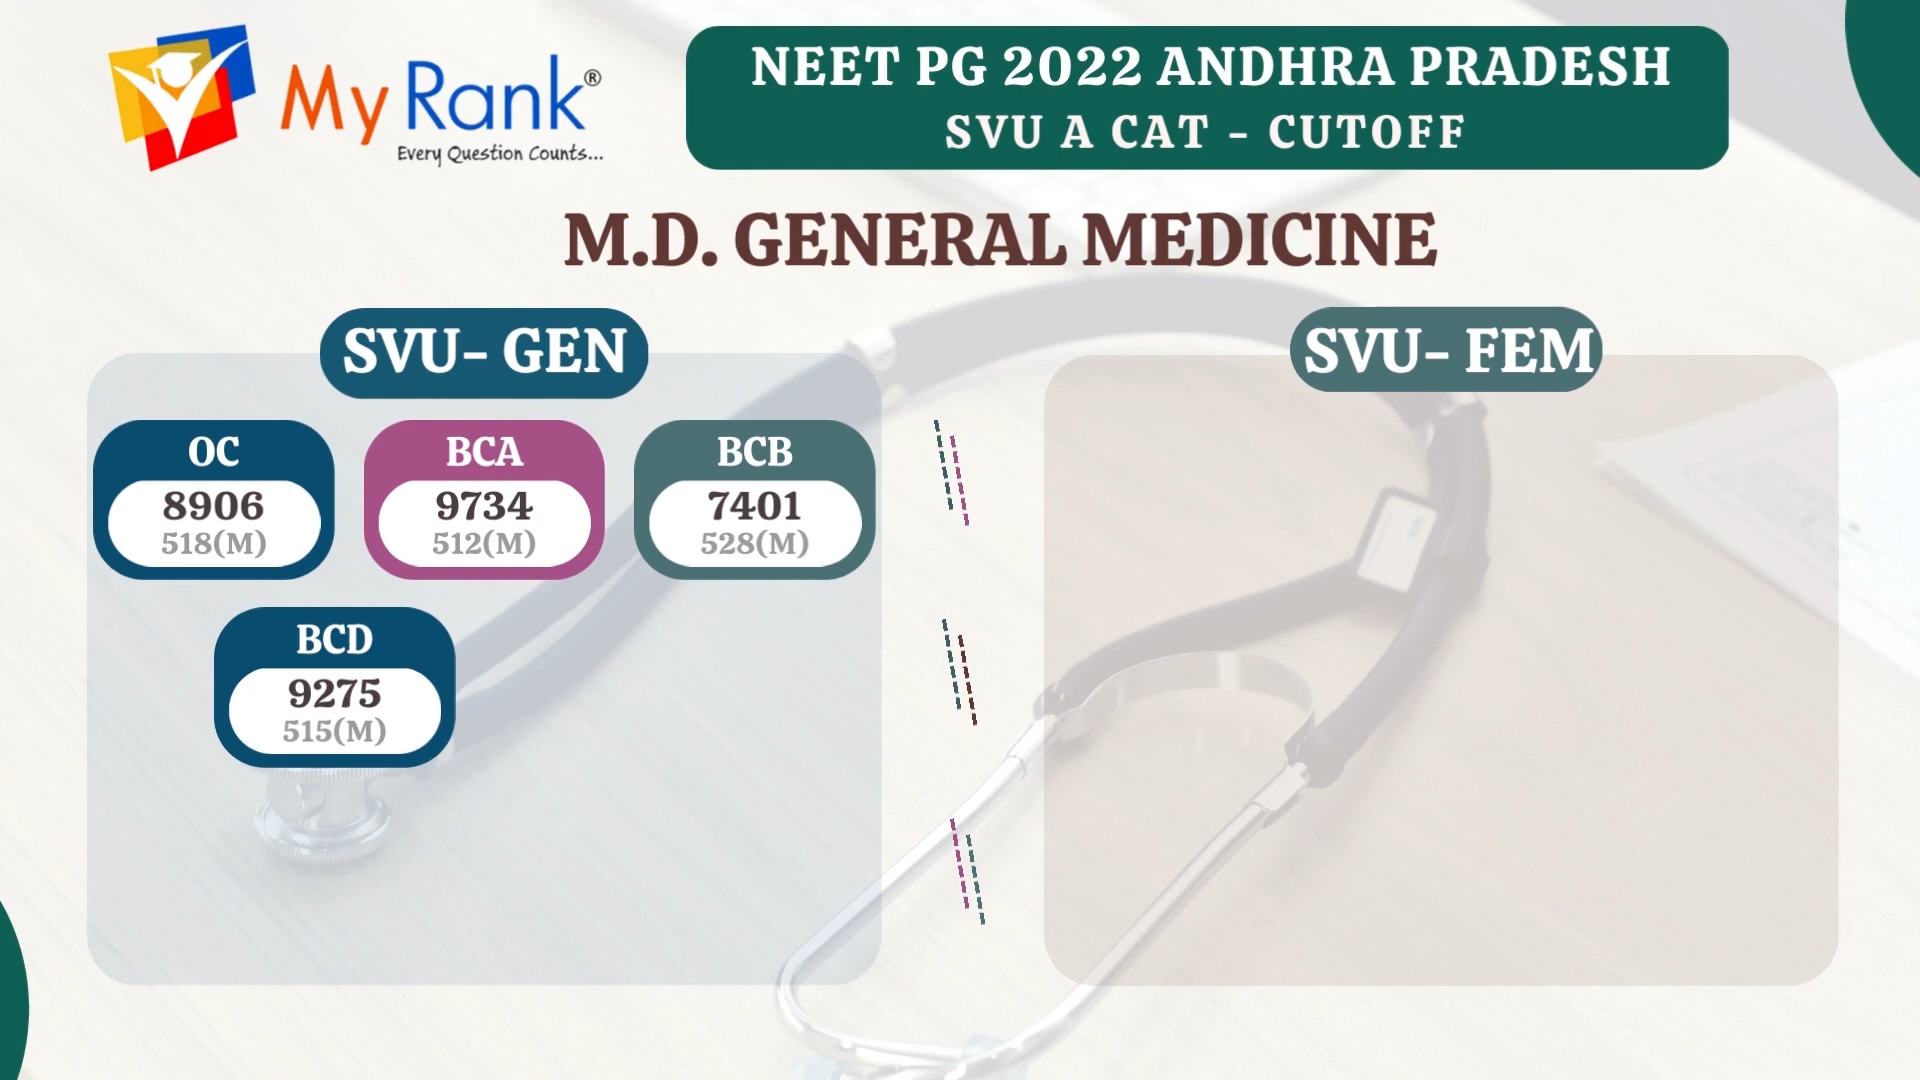 My Rank®
Every Question Counts...
NEET PG 2022 ANDHRA PRADESH
SVU A CAT - CUTOFF
M.D. GENERAL MEDICINE
SVU- GEN
OC
8906
518(M)
BCA
9734
512(M)
BCB
7401
528(M)
BCD
9275
515(M)
SVU- FEM